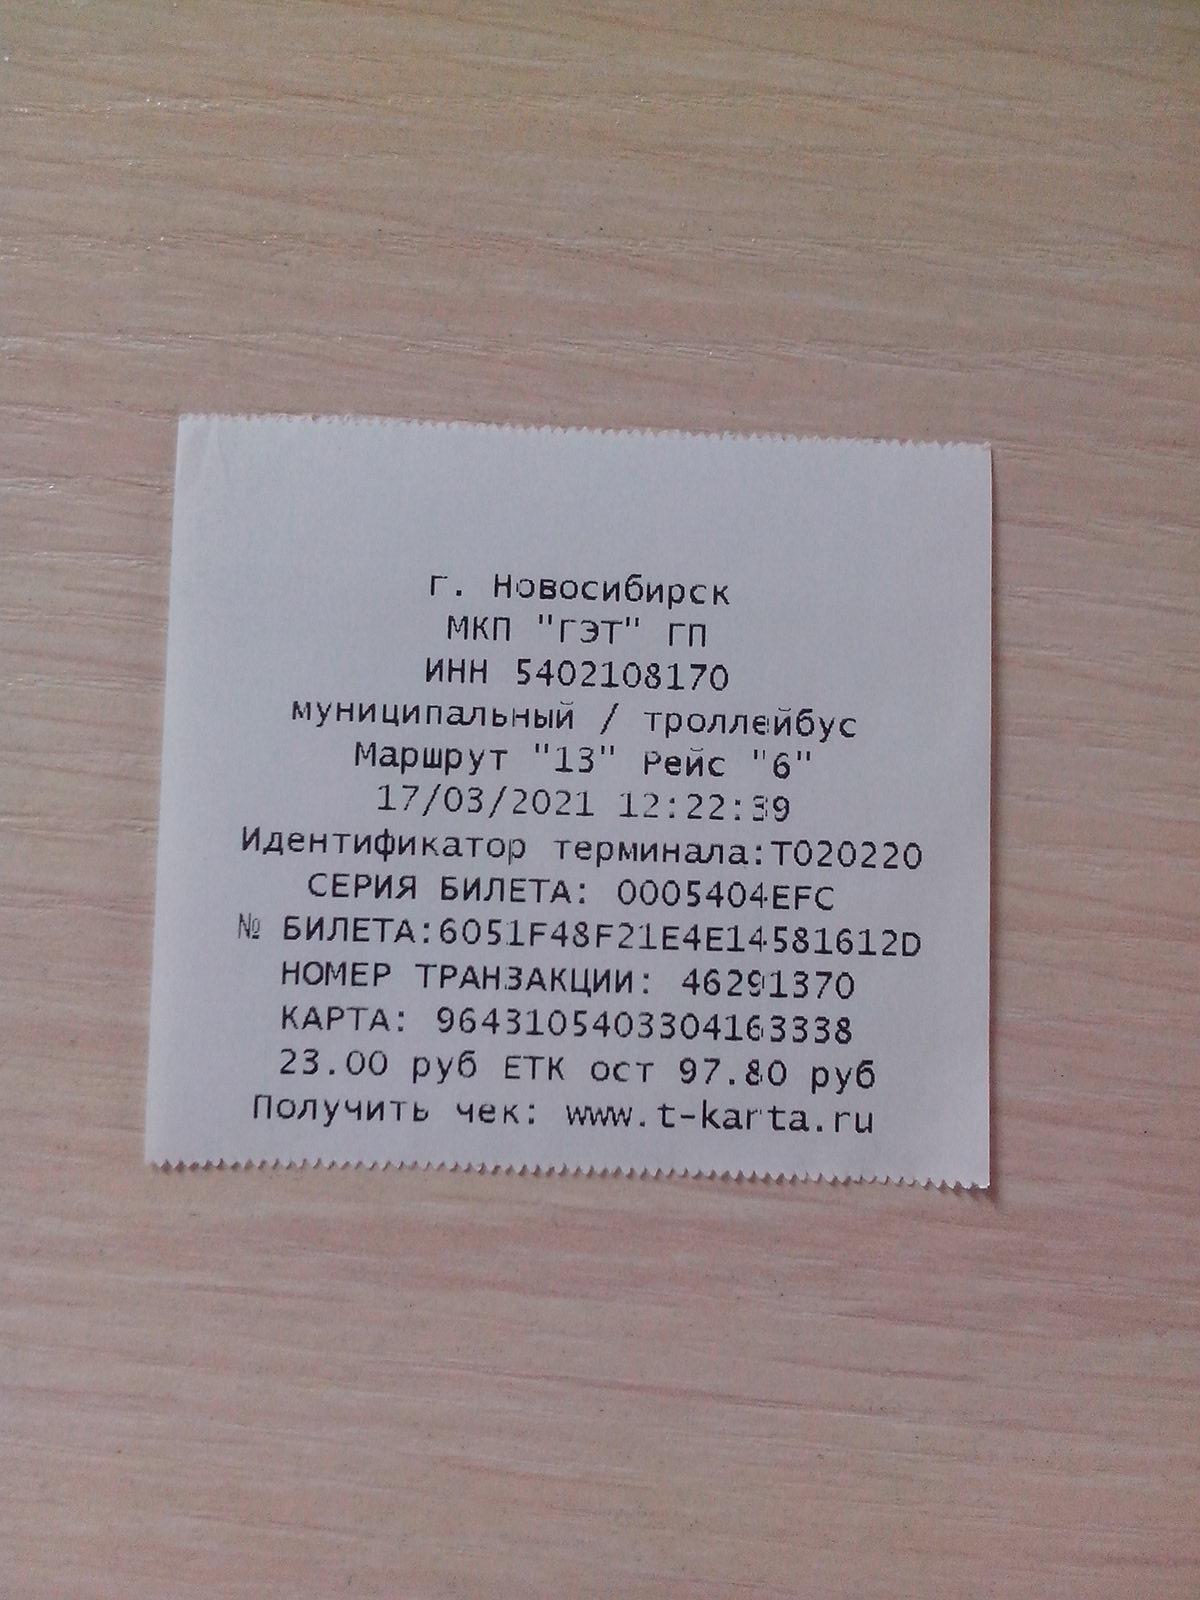 г. Новосибирск
МКП "ГЭТ" ГП
ИНН 5402108170
муниципальный / троллейбус
Маршрут "13" Рейс "6"
17/03/2021 12:22:39
Идентификатор терминала:T020220
СЕРИЯ БИЛЕТА: 0005404EFC
№ БИЛЕТА:6051F48F21E4E14581612D
НОМЕР ТРАНЗАКЦИИ: 46291370
КАРТА: 9643105403304163338
23.00 руб ЕТК ост 97.80 руб
Получить чек: www.t-karta.ru